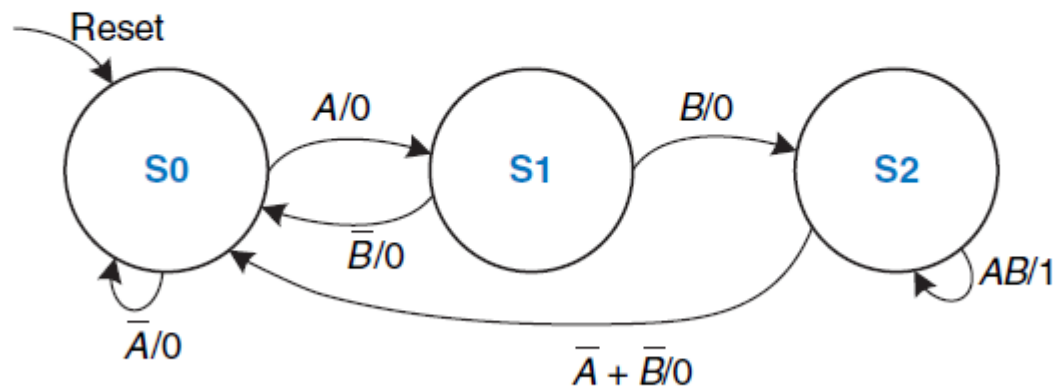 Reset
A/0
B/0
S0
S1
S2
B̅/0
AB/1
A̅/0
A̅ + B̅/0